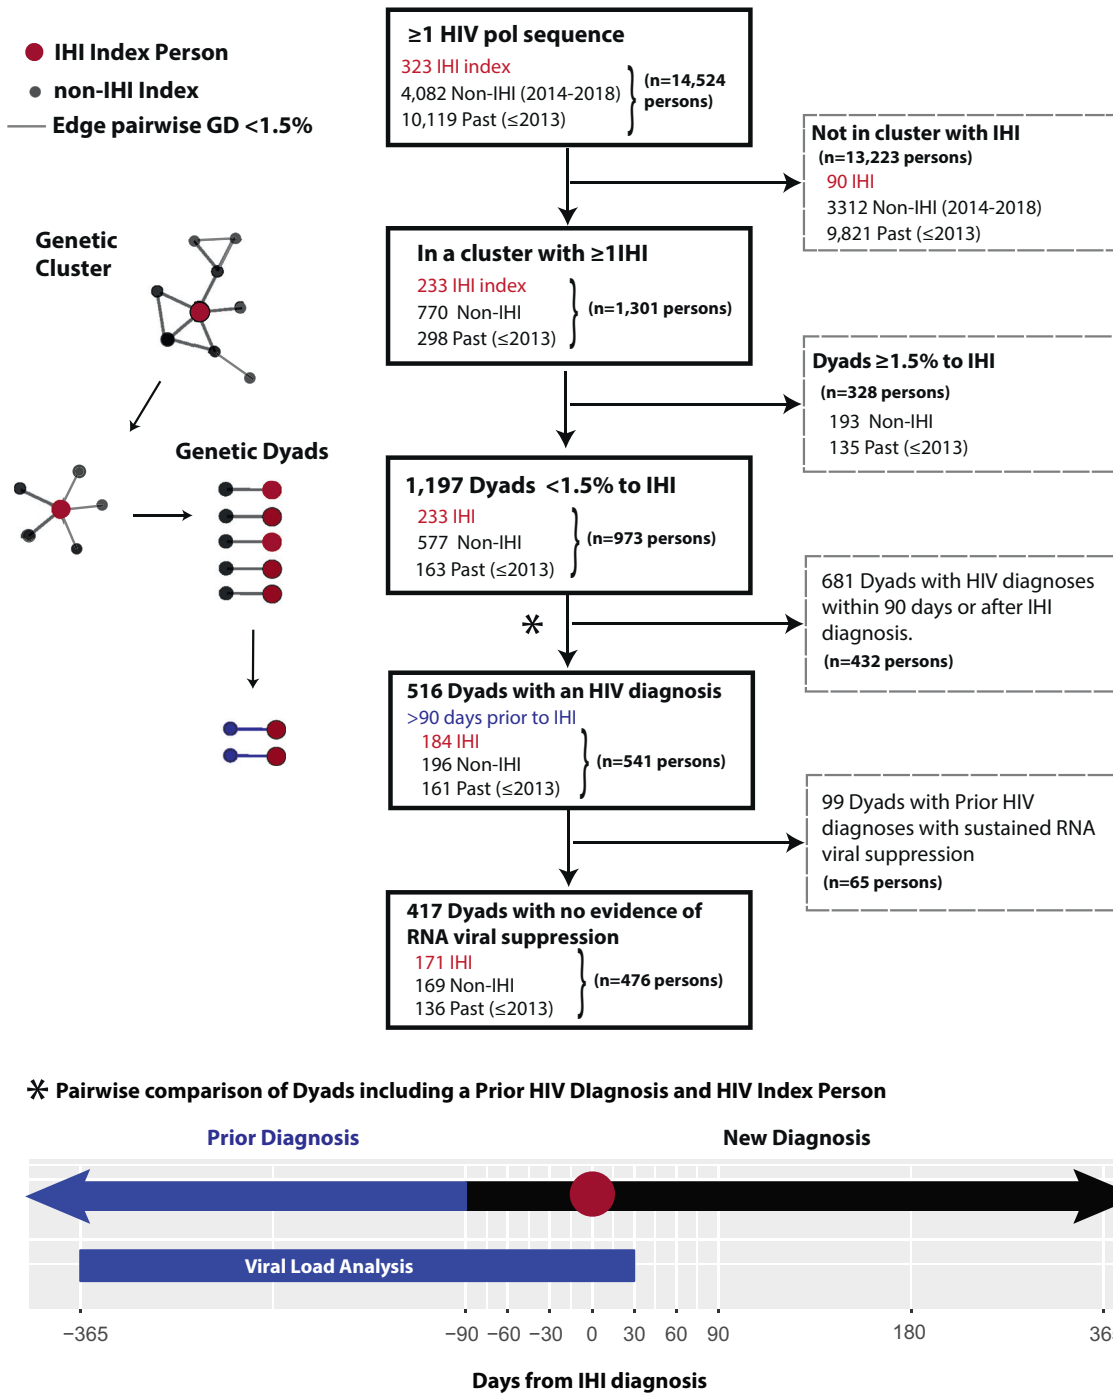 IHI Index Person
non-IHI Index
Edge pairwise GD <1.5%
≥1 HIV pol sequence
323 IHI index
4,082 Non-IHI (2014-2018)
10,119 Past (≤2013)
(n=14,524
persons)
Not in cluster with IHI
(n=13,223 persons)
90 IHI
3312 Non-IHI (2014-2018)
9,821 Past (≤2013)
Genetic
Cluster
In a cluster with ≥1IHI
233 IHI index
770 Non-IHI
298 Past (≤2013)
(n=1,301 persons)
Dyads ≥1.5% to IHI
(n=328 persons)
193 Non-IHI
135 Past (≤2013)
Genetic Dyads
1,197 Dyads <1.5% to IHI
233 IHI
577 Non-IHI
163 Past (≤2013)
(n=973 persons)
*
681 Dyads with HIV diagnoses
within 90 days or after IHI
diagnosis.
(n=432 persons)
516 Dyads with an HIV diagnosis
>90 days prior to IHI
184 IHI
196 Non-IHI
161 Past (≤2013)
(n=541 persons)
99 Dyads with Prior HIV
diagnoses with sustained RNA
viral suppression
(n=65 persons)
417 Dyads with no evidence of
RNA viral suppression
171 IHI
169 Non-IHI
136 Past (≤2013)
(n=476 persons)
* Pairwise comparison of Dyads including a Prior HIV DIagnosis and HIV Index Person
Prior Diagnosis
New Diagnosis
Viral Load Analysis
−365 −90 −60 −30 0 30 60 90 180 365
Days from IHI diagnosis